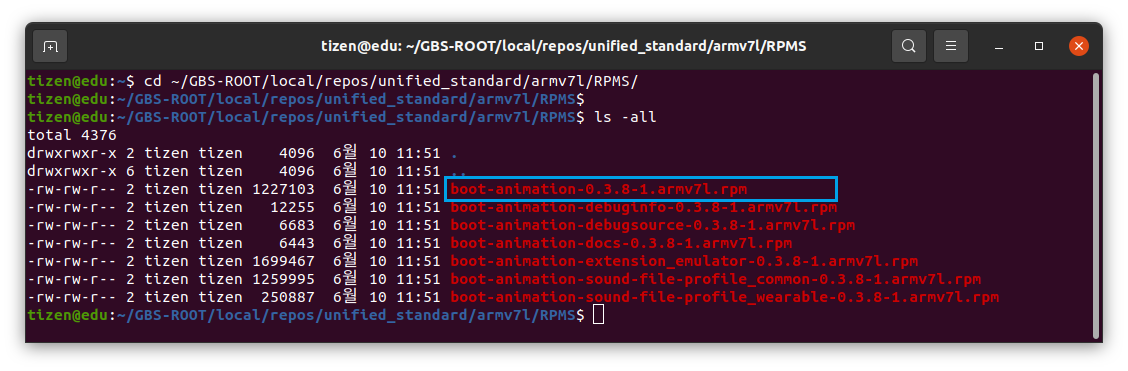 tizen@edu: ~/GBS-ROOT/local/repos/unified_standard/armv7l/RPMS
tizen@edu:~$ cd ~/GBS-ROOT/local/repos/unified_standard/armv7l/RPMS/
tizen@edu:~/GBS-ROOT/local/repos/unified_standard/armv7l/RPMS$
tizen@edu:~/GBS-ROOT/local/repos/unified_standard/armv7l/RPMS$ ls -all
total 4376
drwxrwxr-x 2 tizen tizen    4096  6월 10 11:51 .
drwxrwxr-x 6 tizen tizen    4096  6월 10 11:51 ..
-rw-rw-r-- 2 tizen tizen 1227103  6월 10 11:51 boot-animation-0.3.8-1.armv7l.rpm
-rw-rw-r-- 2 tizen tizen   12255  6월 10 11:51 boot-animation-debuginfo-0.3.8-1.armv7l.rpm
-rw-rw-r-- 2 tizen tizen    6683  6월 10 11:51 boot-animation-debugsource-0.3.8-1.armv7l.rpm
-rw-rw-r-- 2 tizen tizen    6443  6월 10 11:51 boot-animation-docs-0.3.8-1.armv7l.rpm
-rw-rw-r-- 2 tizen tizen 1699467  6월 10 11:51 boot-animation-extension_emulator-0.3.8-1.armv7l.rpm
-rw-rw-r-- 2 tizen tizen 1259995  6월 10 11:51 boot-animation-sound-file-profile_common-0.3.8-1.armv7l.rpm
-rw-rw-r-- 2 tizen tizen  250887  6월 10 11:51 boot-animation-sound-file-profile_wearable-0.3.8-1.armv7l.rpm
tizen@edu:~/GBS-ROOT/local/repos/unified_standard/armv7l/RPMS$